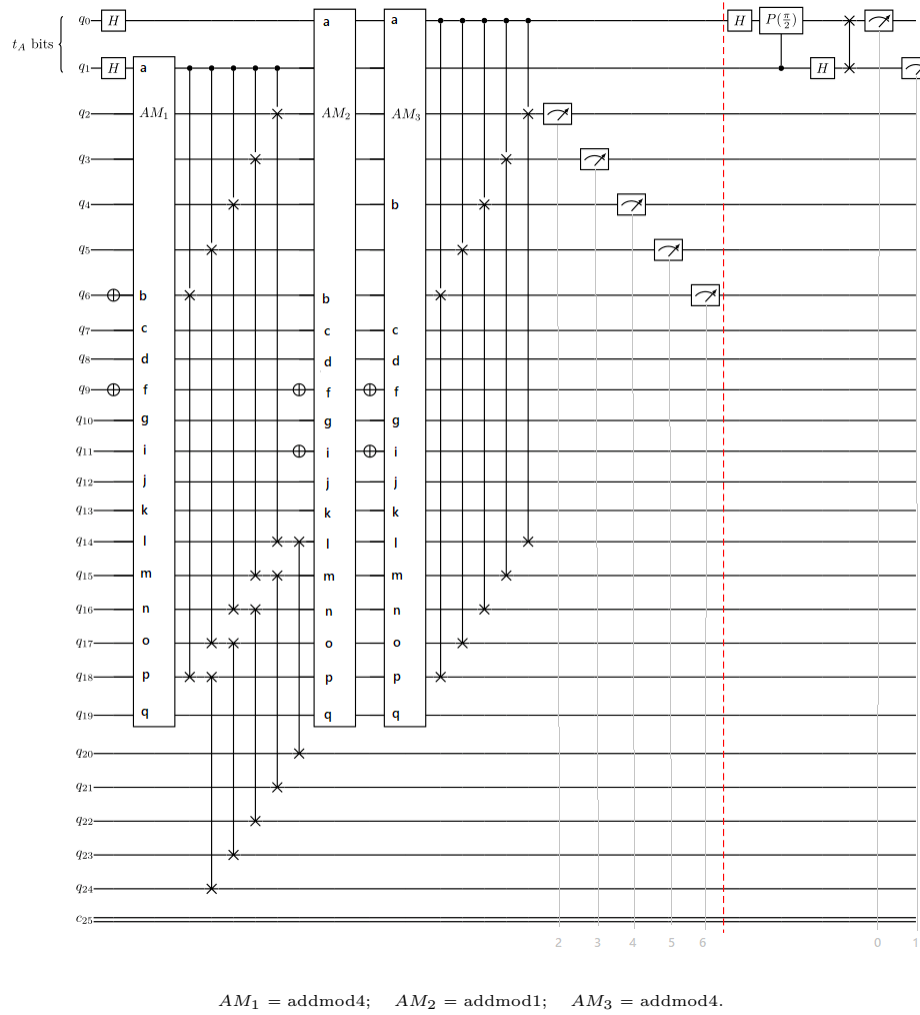 q0 H a a H P(π/2)
t_A bits
q1 H a H
q2 AM1 AM2 AM3
q3
q4 b
q5
q6 b b
q7 c c c
q8 d d d
q9 f f f
q10 g g g
q11 i i i
q12 j j j
q13 k k k
q14 l l l
q15 m m m
q16 n n n
q17 o o o
q18 p p p
q19 q q q
q20
q21
q22
q23
q24
c25
2 3 4 5 6 0 1
AM1 = addmod4; AM2 = addmod1; AM3 = addmod4.